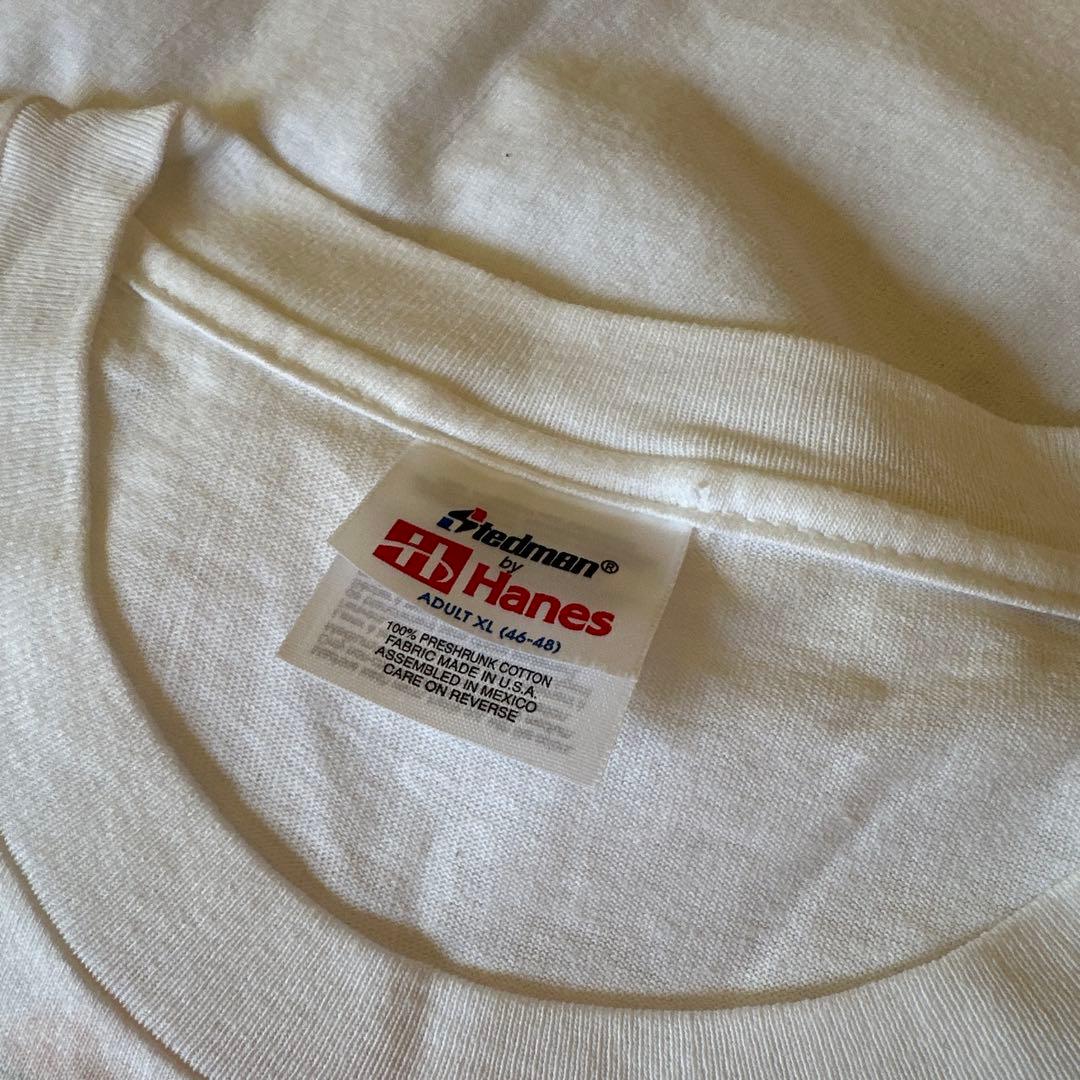 Stedman®
by
Hanes
ADULT XL (46-48)
100% PRESHRUNK COTTON
FABRIC MADE IN U.S.A.
ASSEMBLED IN MEXICO
CARE ON REVERSE